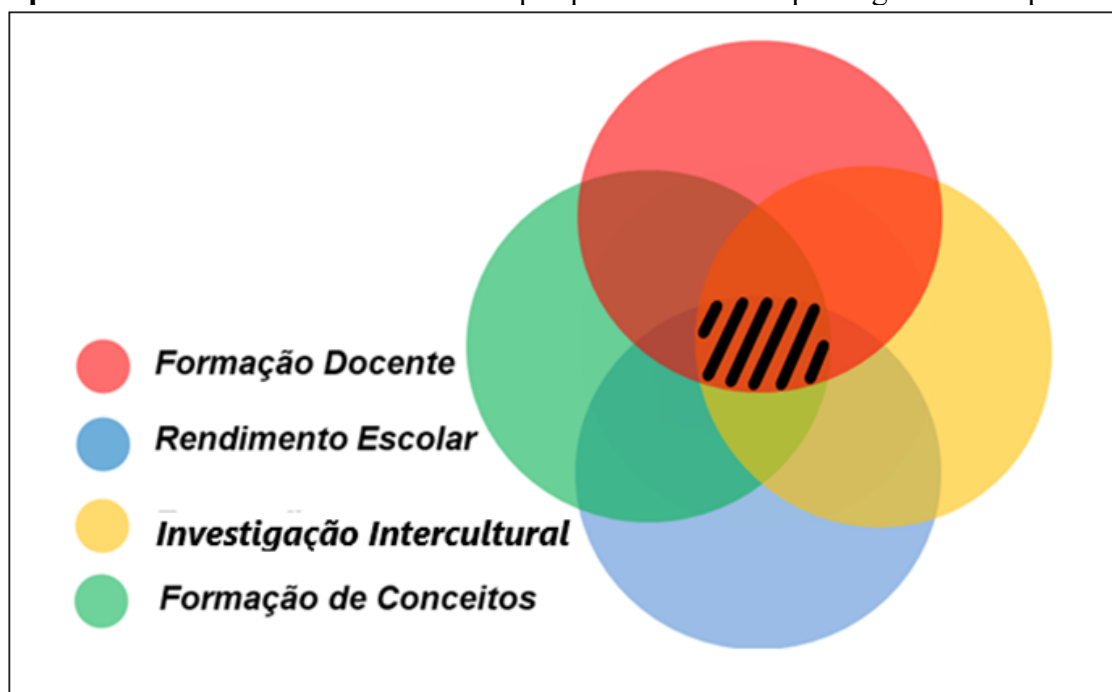 Formação Docente
Rendimento Escolar
Investigação Intercultural
Formação de Conceitos